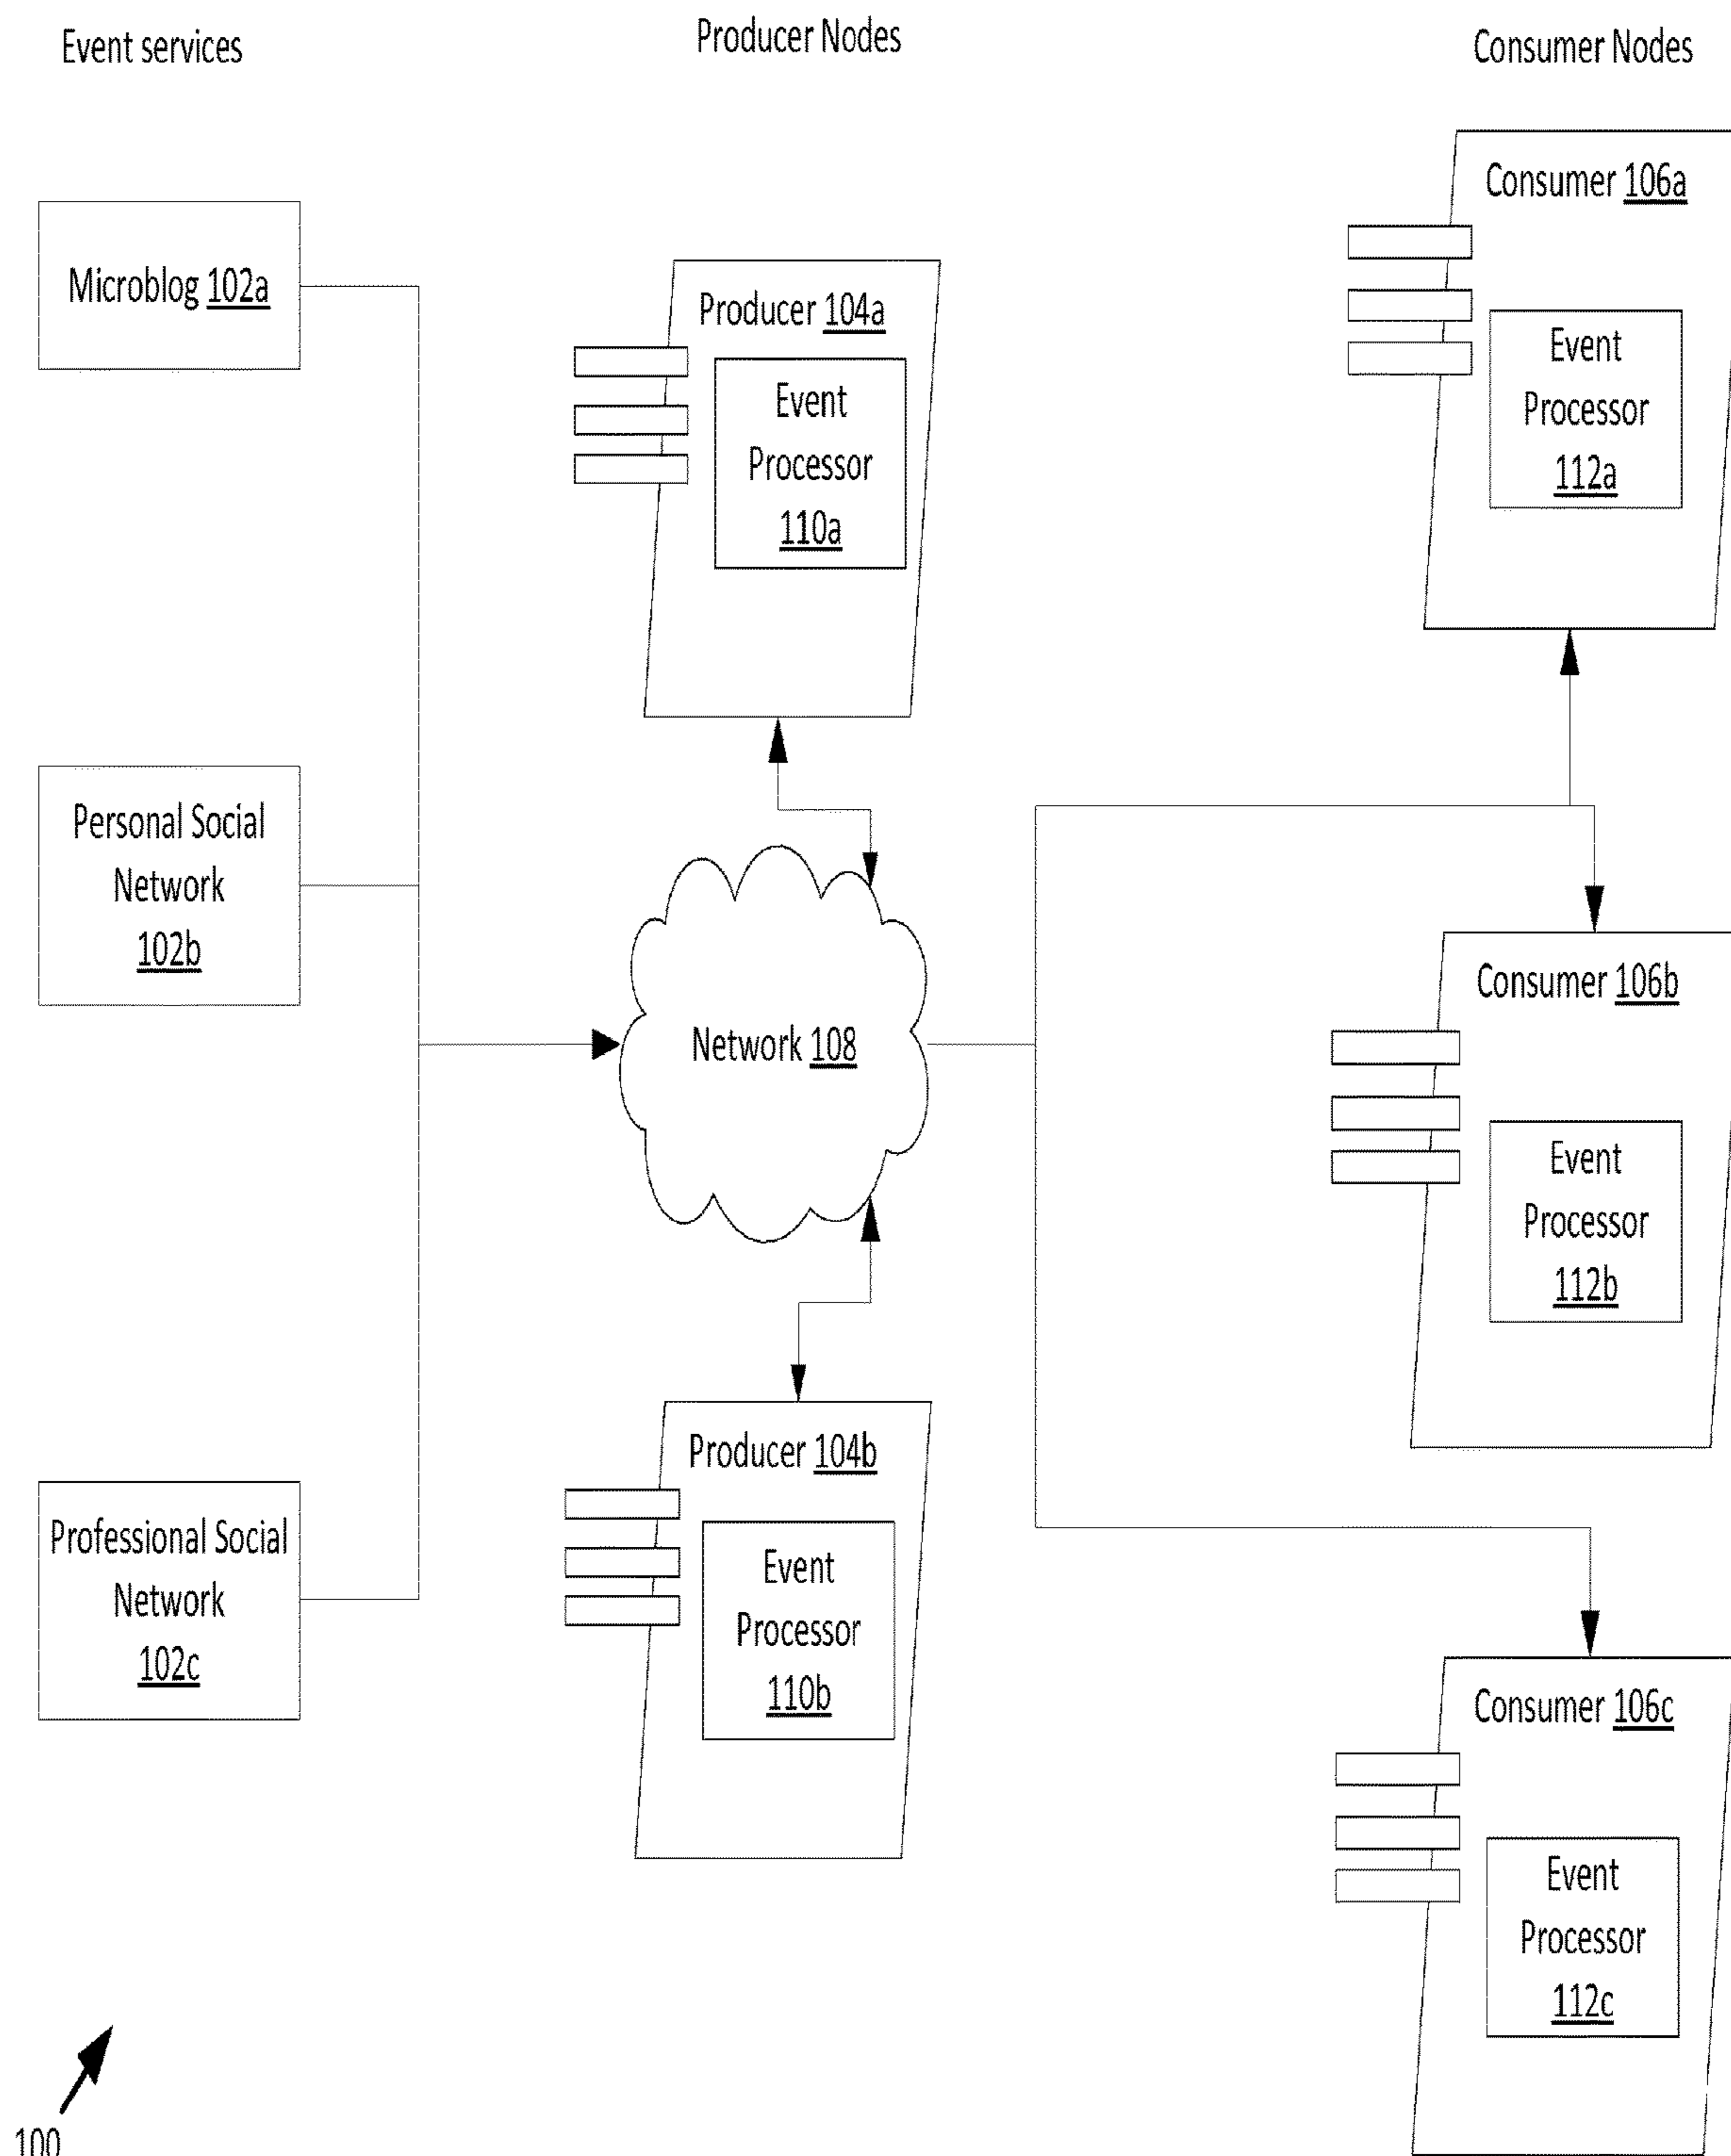 Event services
Producer Nodes
Consumer Nodes
Microblog 102a
Personal Social
Network
102b
Professional Social
Network
102c
Producer 104a
Event
Processor
110a
Network 108
Producer 104b
Event
Processor
110b
Consumer 106a
Event
Processor
112a
Consumer 106b
Event
Processor
112b
Consumer 106c
Event
Processor
112c
100